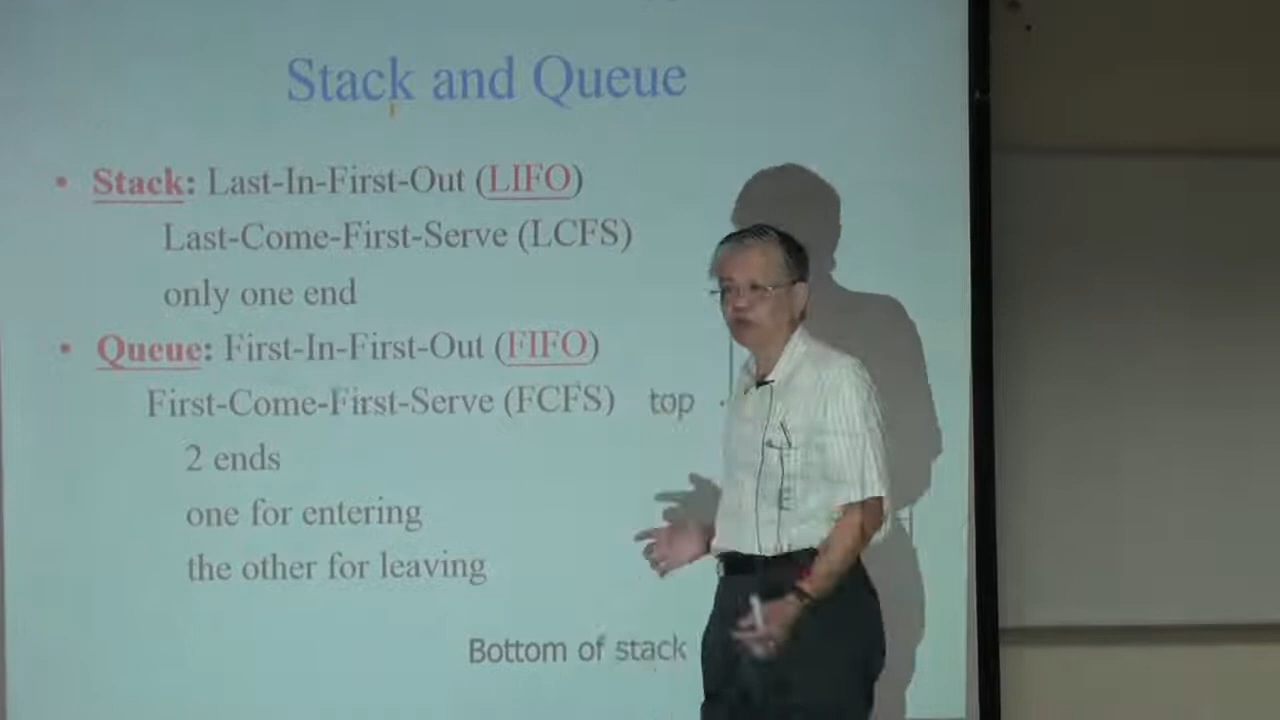 Stack and Queue
• Stack: Last-In-First-Out (LIFO)
Last-Come-First-Serve (LCFS)
only one end
• Queue: First-In-First-Out (FIFO)
First-Come-First-Serve (FCFS)
top
2 ends
one for entering
the other for leaving
Bottom of stack